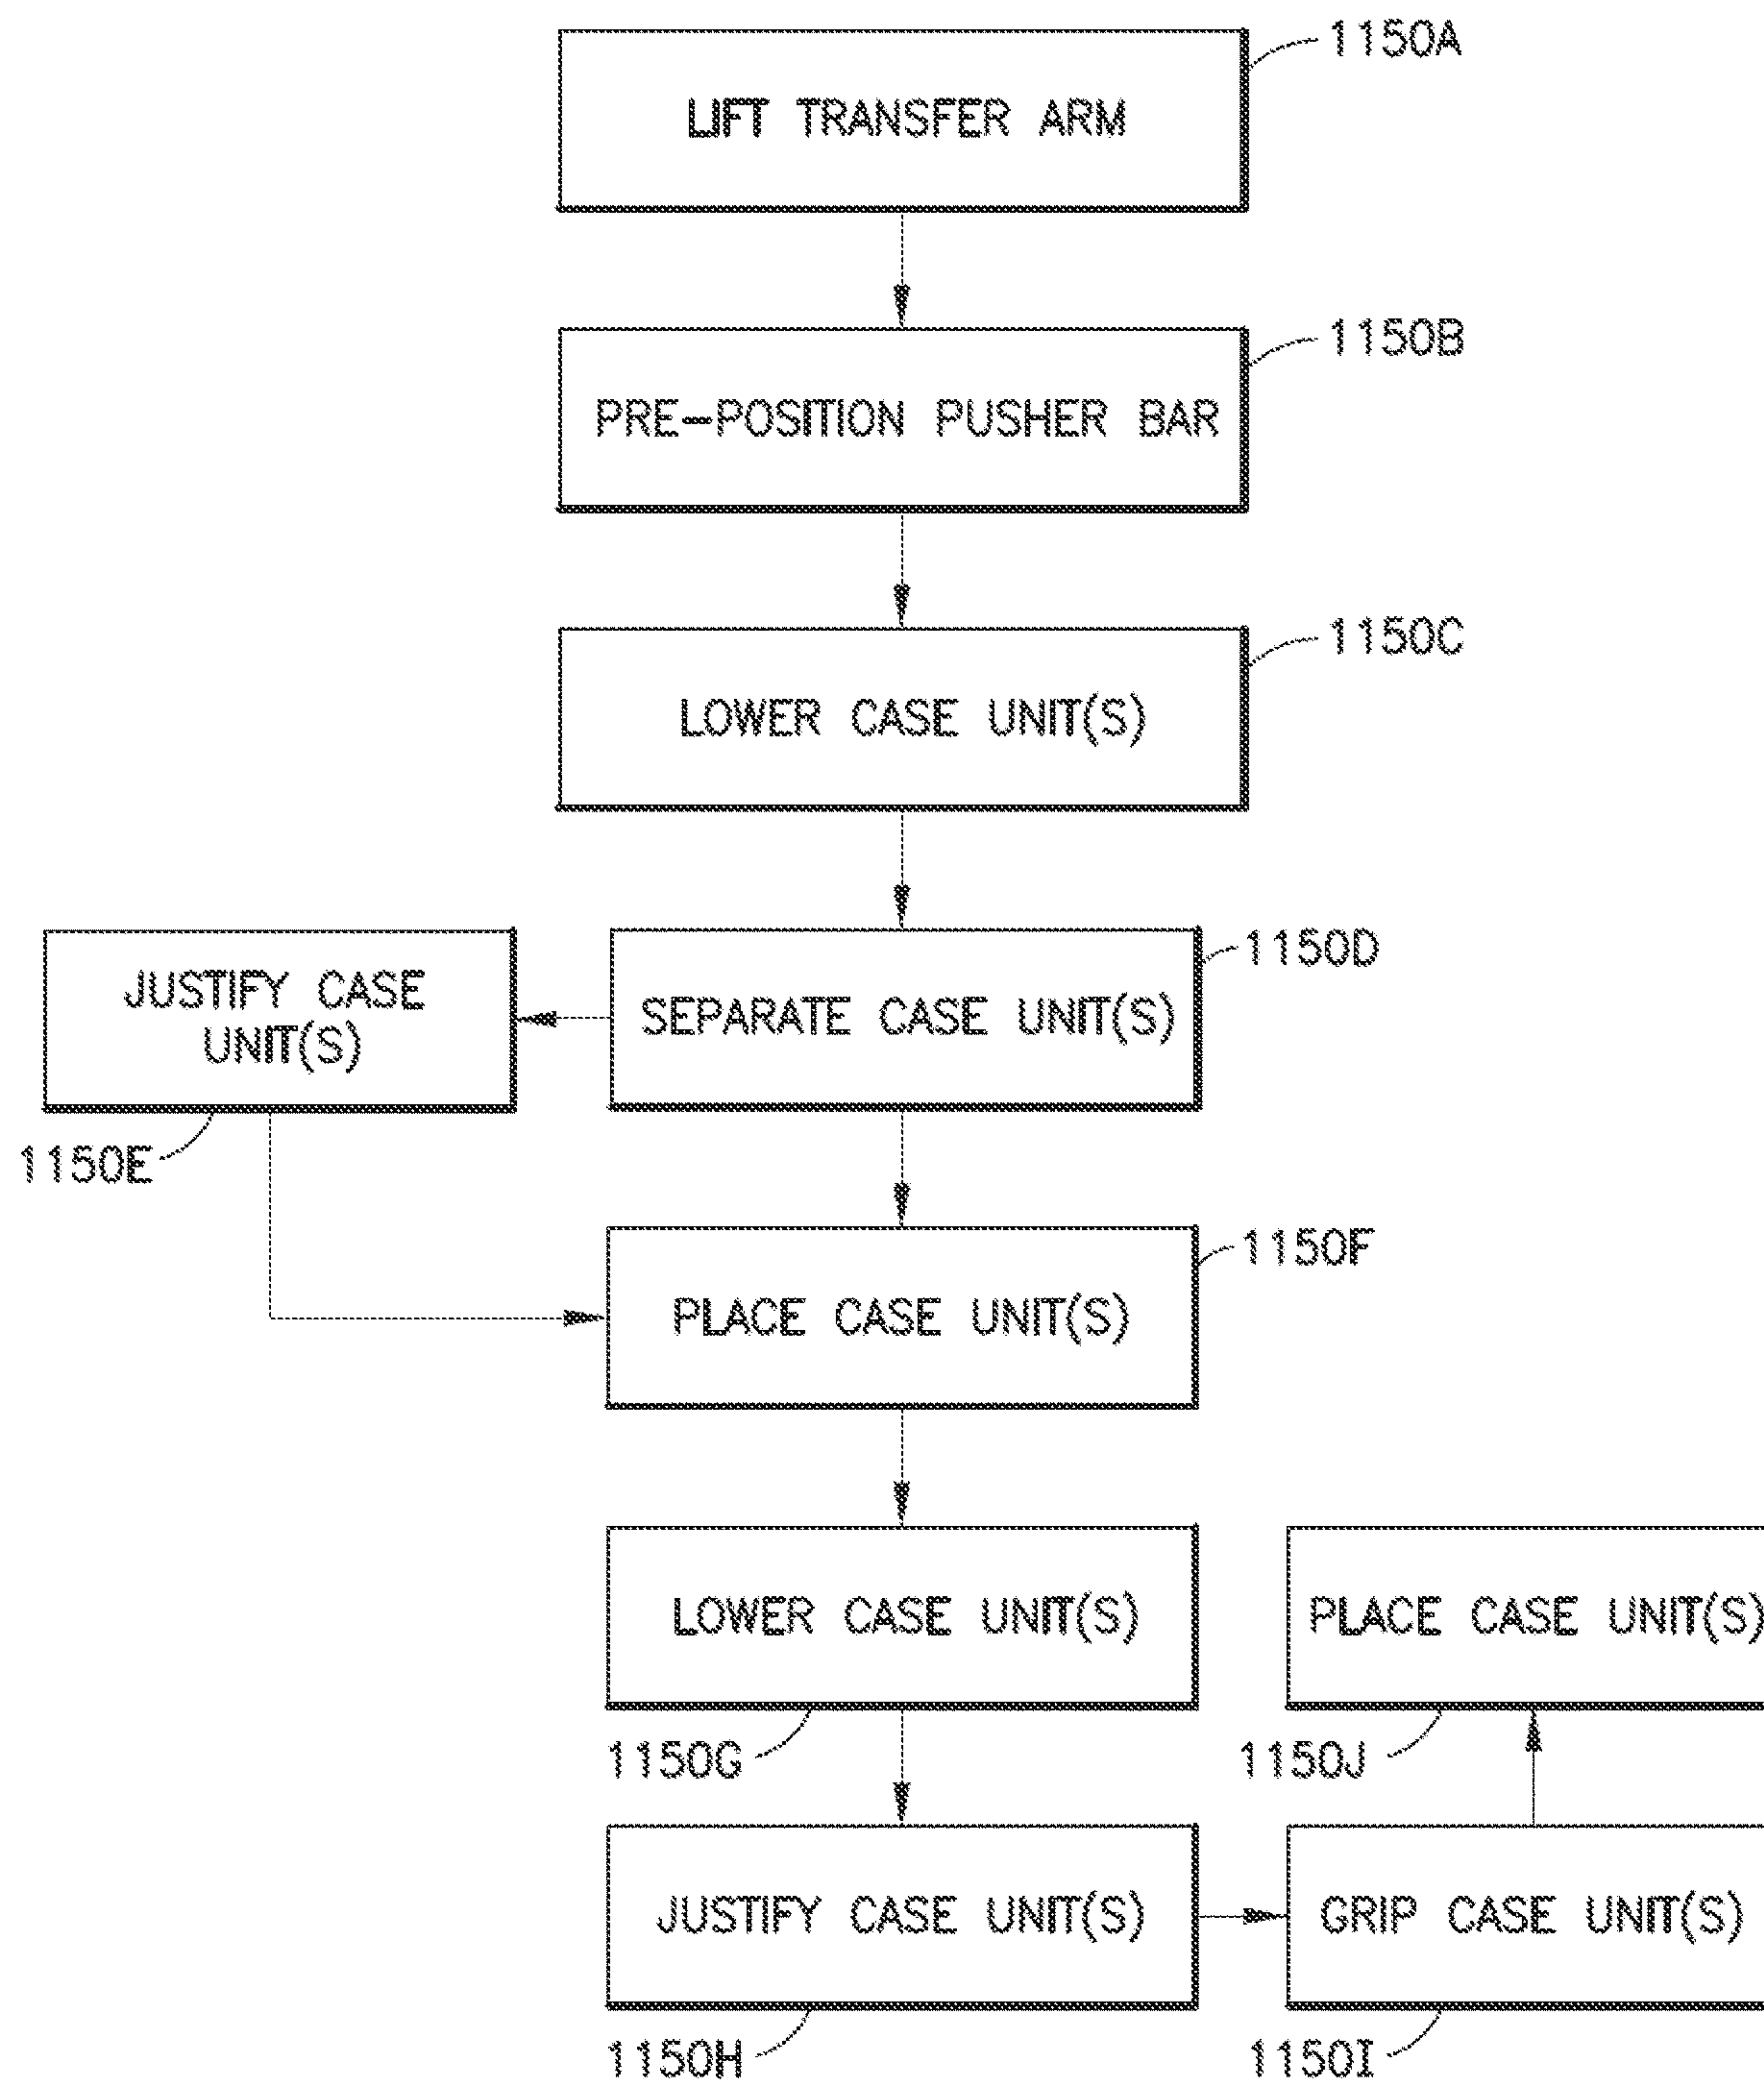 LIFT TRANSFER ARM
1150A
PRE-POSITION PUSHER BAR
1150B
LOWER CASE UNIT(S)
1150C
SEPARATE CASE UNIT(S)
1150D
JUSTIFY CASE
UNIT(S)
1150E
PLACE CASE UNIT(S)
1150F
LOWER CASE UNIT(S)
1150G
PLACE CASE UNIT(S)
1150J
JUSTIFY CASE UNIT(S)
1150H
GRIP CASE UNIT(S)
1150I